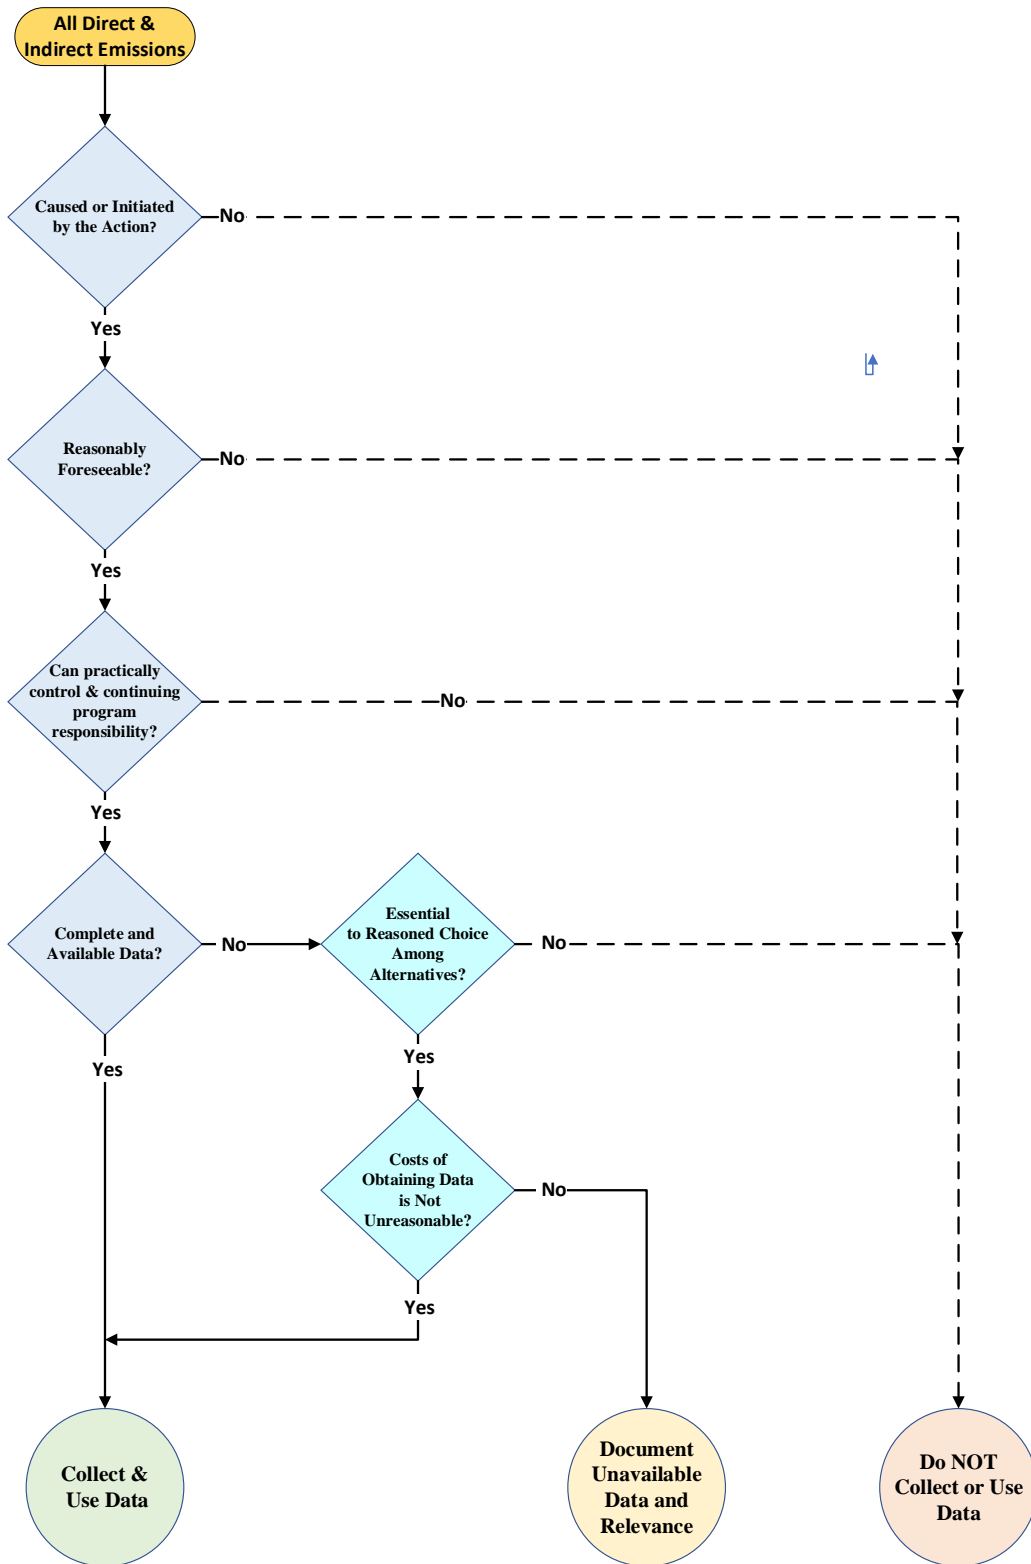 All Direct &
Indirect Emissions
Caused or Initiated
by the Action?
No
Yes
Reasonably
Foreseeable?
No
Yes
Can practically
control & continuing
program
responsibility?
No
Yes
Complete and
Available Data?
No
Essential
to Reasoned Choice
Among
Alternatives?
No
Yes
Yes
Costs of
Obtaining Data
is Not
Unreasonable?
No
Yes
Collect &
Use Data
Document
Unavailable
Data and
Relevance
Do NOT
Collect or Use
Data